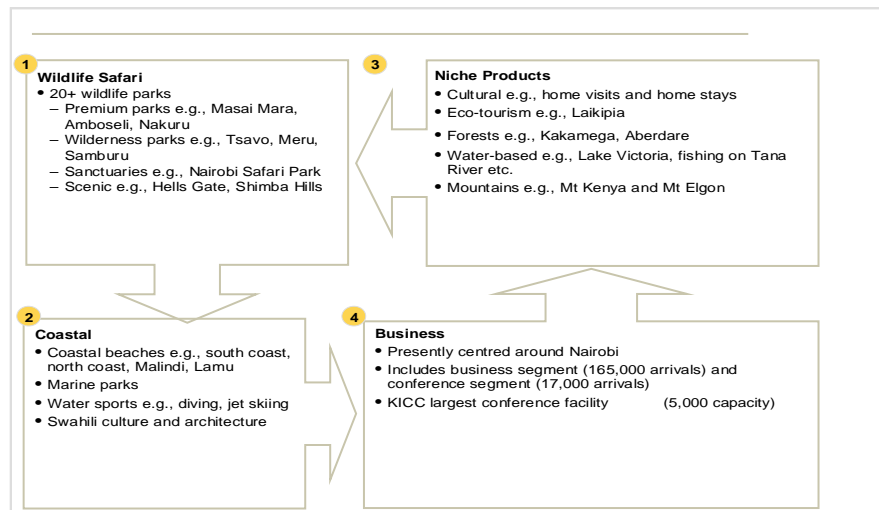 1
Wildlife Safari
• 20+ wildlife parks
– Premium parks e.g., Masai Mara,
Amboseli, Nakuru
– Wilderness parks e.g., Tsavo, Meru,
Samburu
– Sanctuaries e.g., Nairobi Safari Park
– Scenic e.g., Hells Gate, Shimba Hills
2
Coastal
• Coastal beaches e.g., south coast,
north coast, Malindi, Lamu
• Marine parks
• Water sports e.g., diving, jet skiing
• Swahili culture and architecture
3
Niche Products
• Cultural e.g., home visits and home stays
• Eco-tourism e.g., Laikipia
• Forests e.g., Kakamega, Aberdare
• Water-based e.g., Lake Victoria, fishing on Tana
River etc.
• Mountains e.g., Mt Kenya and Mt Elgon
4
Business
• Presently centred around Nairobi
• Includes business segment (165,000 arrivals) and
conference segment (17,000 arrivals)
• KICC largest conference facility (5,000 capacity)